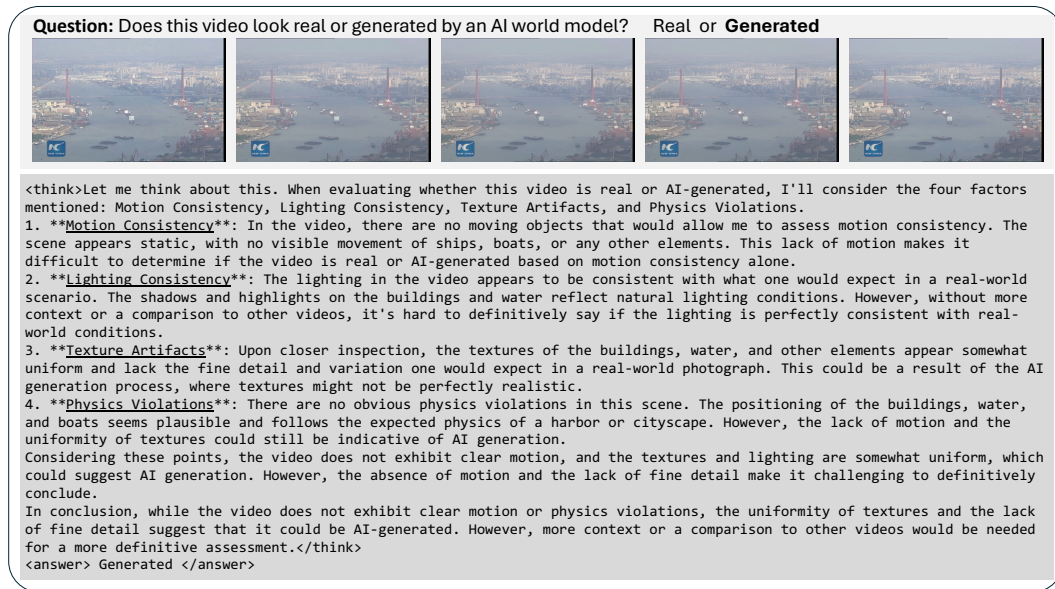 Question: Does this video look real or generated by an AI world model? Real or Generated
<think>Let me think about this. When evaluating whether this video is real or AI-generated, I'll consider the four factors
mentioned: Motion Consistency, Lighting Consistency, Texture Artifacts, and Physics Violations.
1. **Motion Consistency**: In the video, there are no moving objects that would allow me to assess motion consistency. The
scene appears static, with no visible movement of ships, boats, or any other elements. This lack of motion makes it
difficult to determine if the video is real or AI-generated based on motion consistency alone.
2. **Lighting Consistency**: The lighting in the video appears to be consistent with what one would expect in a real-world
scenario. The shadows and highlights on the buildings and water reflect natural lighting conditions. However, without more
context or a comparison to other videos, it's hard to definitively say if the lighting is perfectly consistent with real-
world conditions.
3. **Texture Artifacts**: Upon closer inspection, the textures of the buildings, water, and other elements appear somewhat
uniform and lack the fine detail and variation one would expect in a real-world photograph. This could be a result of the AI
generation process, where textures might not be perfectly realistic.
4. **Physics Violations**: There are no obvious physics violations in this scene. The positioning of the buildings, water,
and boats seems plausible and follows the expected physics of a harbor or cityscape. However, the lack of motion and the
uniformity of textures could still be indicative of AI generation.
Considering these points, the video does not exhibit clear motion, and the textures and lighting are somewhat uniform, which
could suggest AI generation. However, the absence of motion and the lack of fine detail make it challenging to definitively
conclude.
In conclusion, while the video does not exhibit clear motion or physics violations, the uniformity of textures and the lack
of fine detail suggest that it could be AI-generated. However, more context or a comparison to other videos would be needed
for a more definitive assessment.</think>
<answer> Generated </answer>